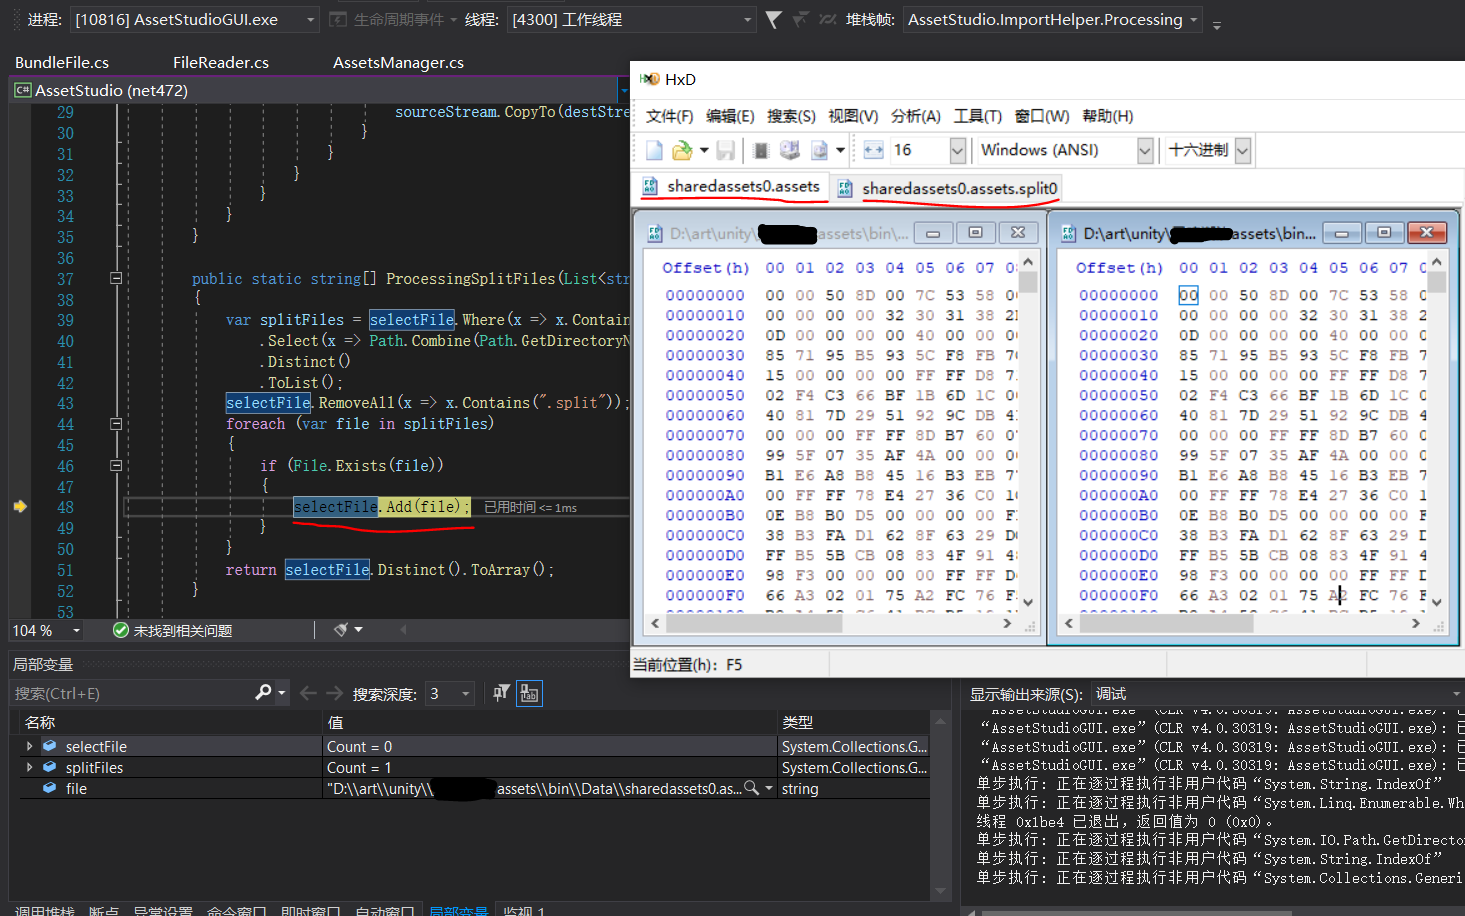 进程: [10816] AssetStudioGUI.exe 生命周期事件 线程: [4300] 工作线程 堆栈帧: AssetStudio.ImportHelper.Processing
BundleFile.cs FileReader.cs AssetsManager.cs
C# AssetStudio (net472)
29 sourceStream.CopyTo(destStre
30 }
31 }
32 }
33 }
34 }
35 }
36
37 public static string[] ProcessingSplitFiles(List<str
38 {
39 var splitFiles = selectFile.Where(x => x.Contain
40 .Select(x => Path.Combine(Path.GetDirectoryN
41 .Distinct()
42 .ToList();
43 selectFile.RemoveAll(x => x.Contains(".split"));
44 foreach (var file in splitFiles)
45 {
46 if (File.Exists(file))
47 {
48 selectFile.Add(file); 已用时间 <= 1ms
49 }
50 }
51 return selectFile.Distinct().ToArray();
52 }
53
104 % 未找到相关问题
HxD
文件(F) 编辑(E) 搜索(S) 视图(V) 分析(A) 工具(T) 窗口(W) 帮助(H)
16 Windows (ANSI) 十六进制
sharedassets0.assets sharedassets0.assets.split0
D:\art\unity\ assets\bin\...
Offset(h) 00 01 02 03 04 05 06 07
00000000 00 00 50 8D 00 7C 53 58
00000010 00 00 00 00 32 30 31 38
00000020 0D 00 00 00 40 00 00 00
00000030 85 71 95 B5 93 5C F8 FB
00000040 15 00 00 00 00 FF FF D8
00000050 02 F4 C3 66 BF 1B 6D 1C
00000060 40 81 7D 29 51 92 9C DB
00000070 00 00 00 FF FF 8D B7 60
00000080 99 5F 07 35 AF 4A 00 00
00000090 B1 E6 A8 B8 45 16 B3 EB
000000A0 00 FF FF 78 E4 27 36 C0
000000B0 0E B8 B0 D5 00 00 00 00
000000C0 38 B3 FA D1 62 8F 63 29
000000D0 FF B5 5B CB 08 83 4F 91
000000E0 98 F3 00 00 00 00 FF FF
000000F0 66 A3 02 01 75 A2 FC 76
D:\art\unity\ assets\bin...
Offset(h) 00 01 02 03 04 05 06 07
00000000 00 00 50 8D 00 7C 53 58
00000010 00 00 00 00 32 30 31 38
00000020 0D 00 00 00 40 00 00 00
00000030 85 71 95 B5 93 5C F8 FB
00000040 15 00 00 00 00 FF FF D8
00000050 02 F4 C3 66 BF 1B 6D 1C
00000060 40 81 7D 29 51 92 9C DB
00000070 00 00 00 FF FF 8D B7 60
00000080 99 5F 07 35 AF 4A 00 00
00000090 B1 E6 A8 B8 45 16 B3 EB
000000A0 00 FF FF 78 E4 27 36 C0
000000B0 0E B8 B0 D5 00 00 00 00
000000C0 38 B3 FA D1 62 8F 63 29
000000D0 FF B5 5B CB 08 83 4F 91
000000E0 98 F3 00 00 00 00 FF FF
000000F0 66 A3 02 01 75 A2 FC 76
当前位置(h): F5
局部变量
搜索(Ctrl+E) 搜索深度: 3
名称 值 类型
selectFile Count = 0 System.Collections.G...
splitFiles Count = 1 System.Collections.G...
file "D:\\art\\unity\\ assets\\bin\\Data\\sharedassets0.as... string
调用堆栈 断点 异常设置 命令窗口 即时窗口 自动窗口 局部变量 监视 1
显示输出来源(S): 调试
“AssetStudioGUI.exe”(CLR v4.0.30319: AssetStudioGUI.exe): 已
“AssetStudioGUI.exe”(CLR v4.0.30319: AssetStudioGUI.exe): 已
“AssetStudioGUI.exe”(CLR v4.0.30319: AssetStudioGUI.exe): 已
“AssetStudioGUI.exe”(CLR v4.0.30319: AssetStudioGUI.exe): 已
单步执行: 正在逐过程执行非用户代码“System.String.IndexOf”
单步执行: 正在逐过程执行非用户代码“System.Linq.Enumerable.Wh
线程 0x1be4 已退出，返回值为 0 (0x0)。
单步执行: 正在逐过程执行非用户代码“System.IO.Path.GetDirecto
单步执行: 正在逐过程执行非用户代码“System.String.IndexOf”
单步执行: 正在逐过程执行非用户代码“System.Collections.Generi